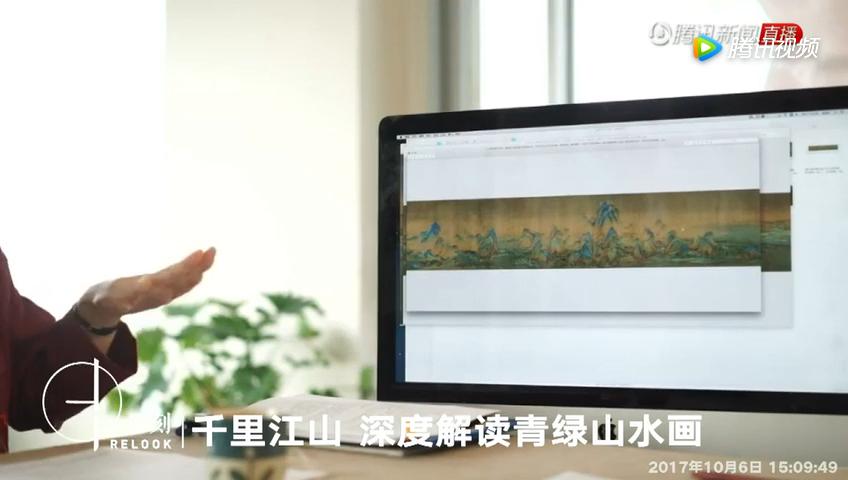 腾讯新闻 直播
腾讯视频
刻
RELOOK
千里江山 深度解读青绿山水画
2017年10月6日 15:09:49